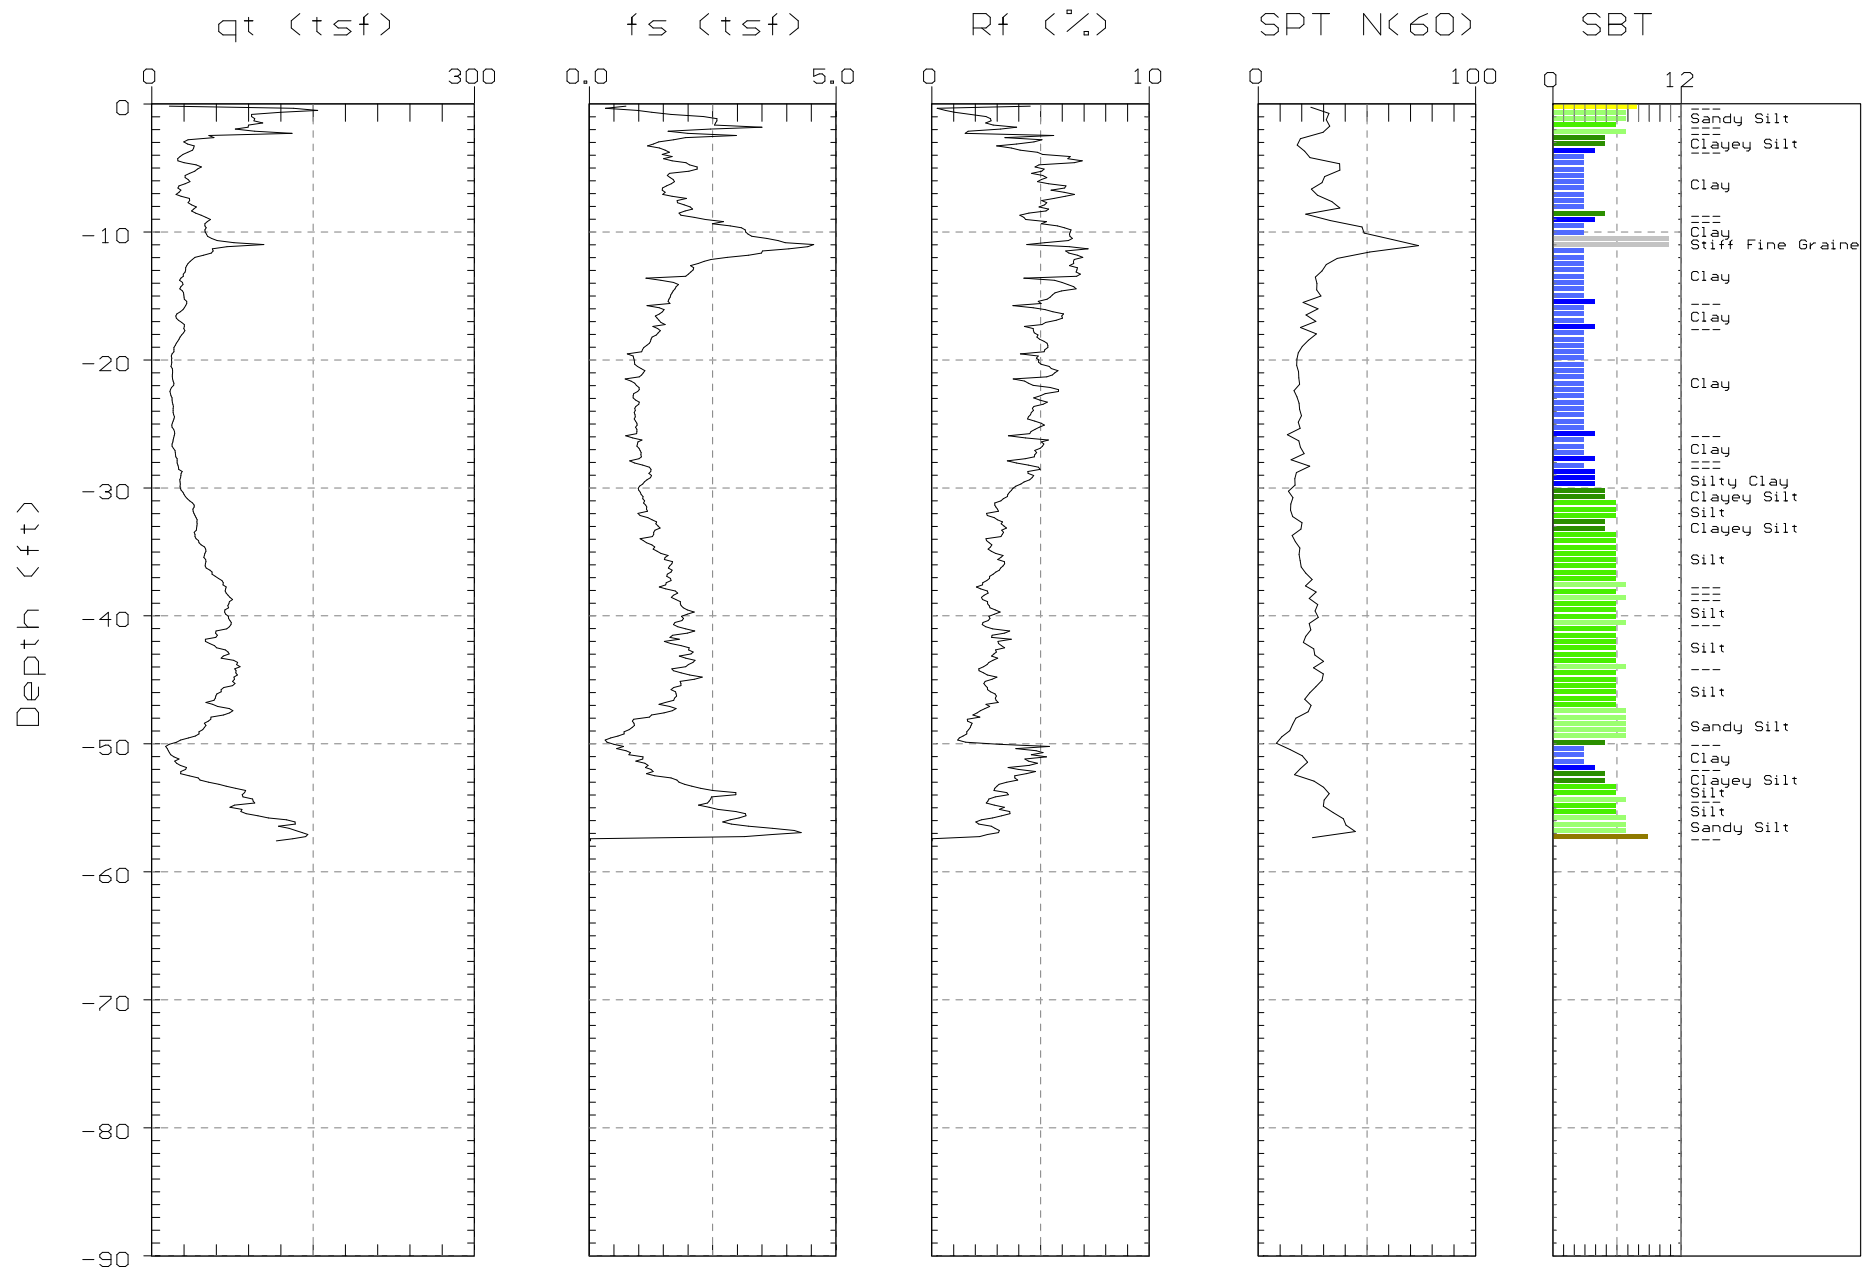 qt (tsf) fs (tsf) Rf (%) SPT N(60) SBT
0 300 0.0 5.0 0 10 0 100 0 12
0
-10
-20
-30
-40
-50
-60
-70
-80
-90
Depth (ft)
---
Sandy Silt
---
---
Clayey Silt
---
Clay
---
---
Clay
Stiff Fine Graine
Clay
---
Clay
---
Clay
---
Clay
---
---
Silty Clay
Clayey Silt
Silt
Clayey Silt
Silt
---
---
---
Silt
---
Silt
---
Silt
Sandy Silt
---
Clay
---
Clayey Silt
Silt
---
Silt
Sandy Silt
---